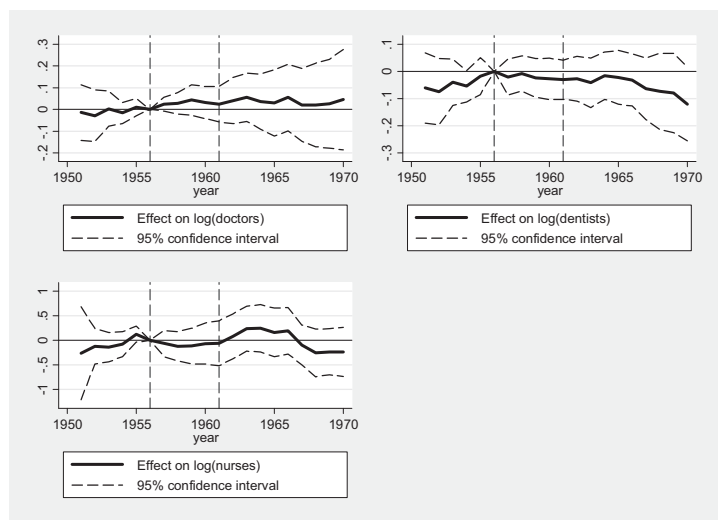 .3
.2
.1
0
-.1
-.2
1950 1955 1960 1965 1970
year
Effect on log(doctors)
95% confidence interval
.1
0
-.1
-.2
-.3
1950 1955 1960 1965 1970
year
Effect on log(dentists)
95% confidence interval
1
.5
0
-.5
-1
1950 1955 1960 1965 1970
year
Effect on log(nurses)
95% confidence interval